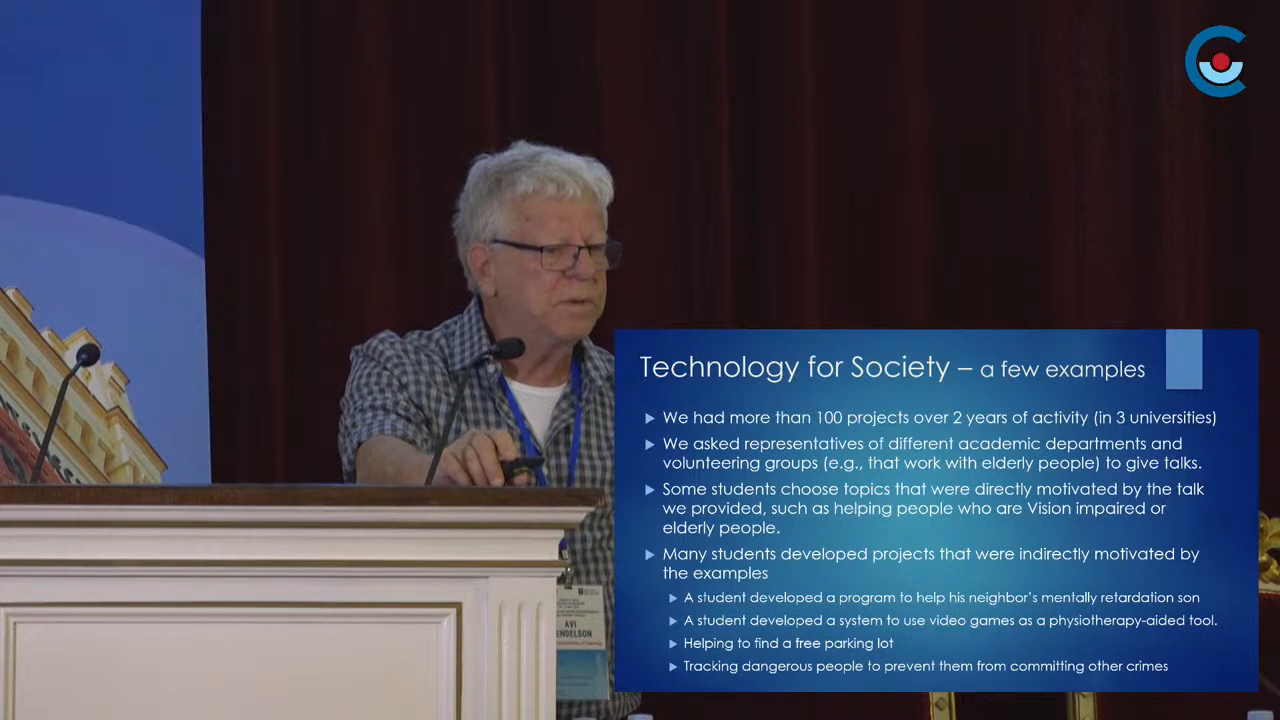 Technology for Society – a few examples
We had more than 100 projects over 2 years of activity (in 3 universities)
We asked representatives of different academic departments and
volunteering groups (e.g., that work with elderly people) to give talks.
Some students choose topics that were directly motivated by the talk
we provided, such as helping people who are Vision impaired or
elderly people.
Many students developed projects that were indirectly motivated by
the examples
A student developed a program to help his neighbor's mentally retardation son
A student developed a system to use video games as a physiotherapy-aided tool.
Helping to find a free parking lot
Tracking dangerous people to prevent them from committing other crimes
AVI
ENDELSON